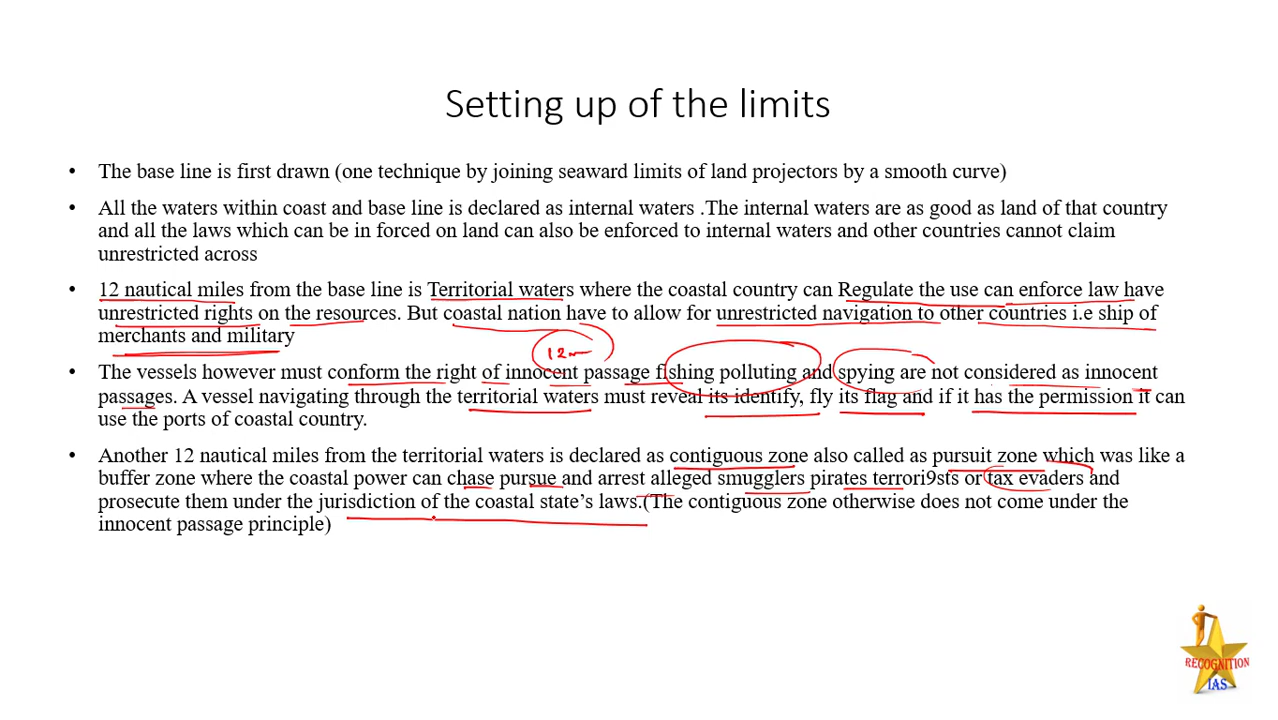 Setting up of the limits
• The base line is first drawn (one technique by joining seaward limits of land projectors by a smooth curve)
• All the waters within coast and base line is declared as internal waters .The internal waters are as good as land of that country
and all the laws which can be in forced on land can also be enforced to internal waters and other countries cannot claim
unrestricted across
• 12 nautical miles from the base line is Territorial waters where the coastal country can Regulate the use can enforce law have
unrestricted rights on the resources. But coastal nation have to allow for unrestricted navigation to other countries i.e ship of
merchants and military
12
• The vessels however must conform the right of innocent passage fishing polluting and spying are not considered as innocent
passages. A vessel navigating through the territorial waters must reveal its identify, fly its flag and if it has the permission it can
use the ports of coastal country.
• Another 12 nautical miles from the territorial waters is declared as contiguous zone also called as pursuit zone which was like a
buffer zone where the coastal power can chase pursue and arrest alleged smugglers pirates terrori9sts or tax evaders and
prosecute them under the jurisdiction of the coastal state's laws.(The contiguous zone otherwise does not come under the
innocent passage principle)
RECOGNITION
IAS